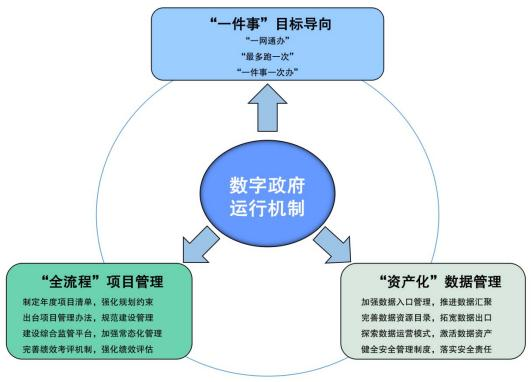 “一件事”目标导向
“一网通办”
“最多跑一次”
“一件事一次办”
数字政府
运行机制
“全流程”项目管理
制定年度项目清单，强化规划约束
出台项目管理办法，规范建设管理
建设综合监管平台，加强常态化管理
完善绩效考评机制，强化绩效评估
“资产化”数据管理
加强数据入口管理，推进数据汇聚
完善数据资源目录，拓宽数据出口
探索数据运营模式，激活数据资产
健全安全管理制度，落实安全责任